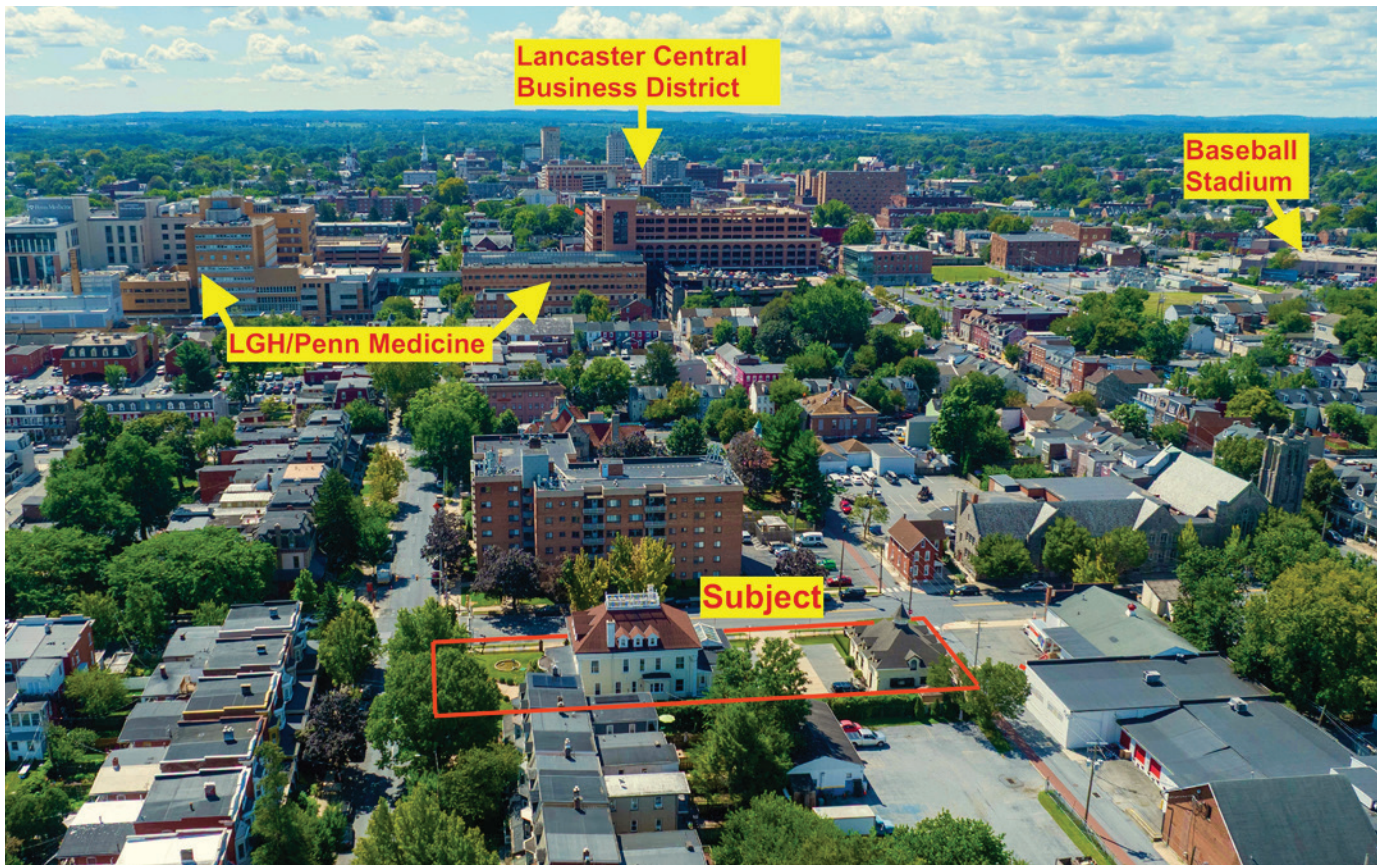 Lancaster Central
Business District
Baseball
Stadium
LGH/Penn Medicine
Subject